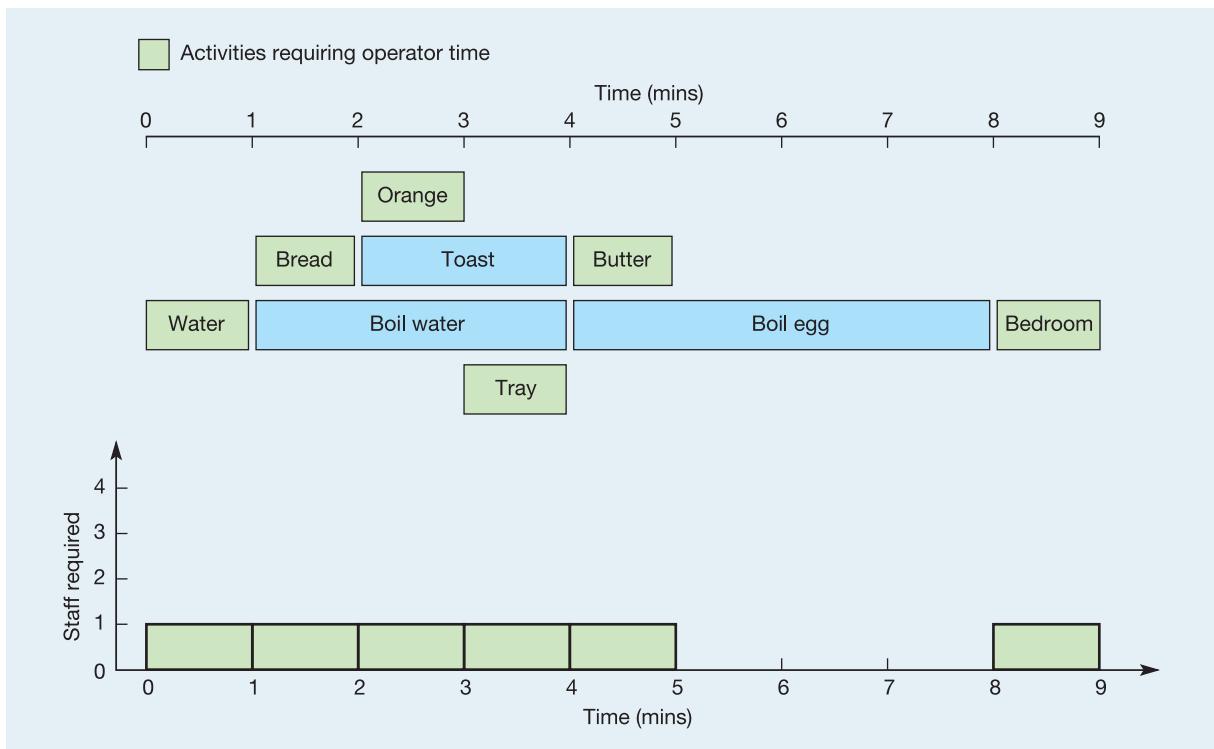 Activities requiring operator time
Time (mins)
0 1 2 3 4 5 6 7 8 9
Orange
Bread Toast Butter
Water Boil water Boil egg Bedroom
Tray
Staff required
4
3
2
1
0
0 1 2 3 4 5 6 7 8 9
Time (mins)